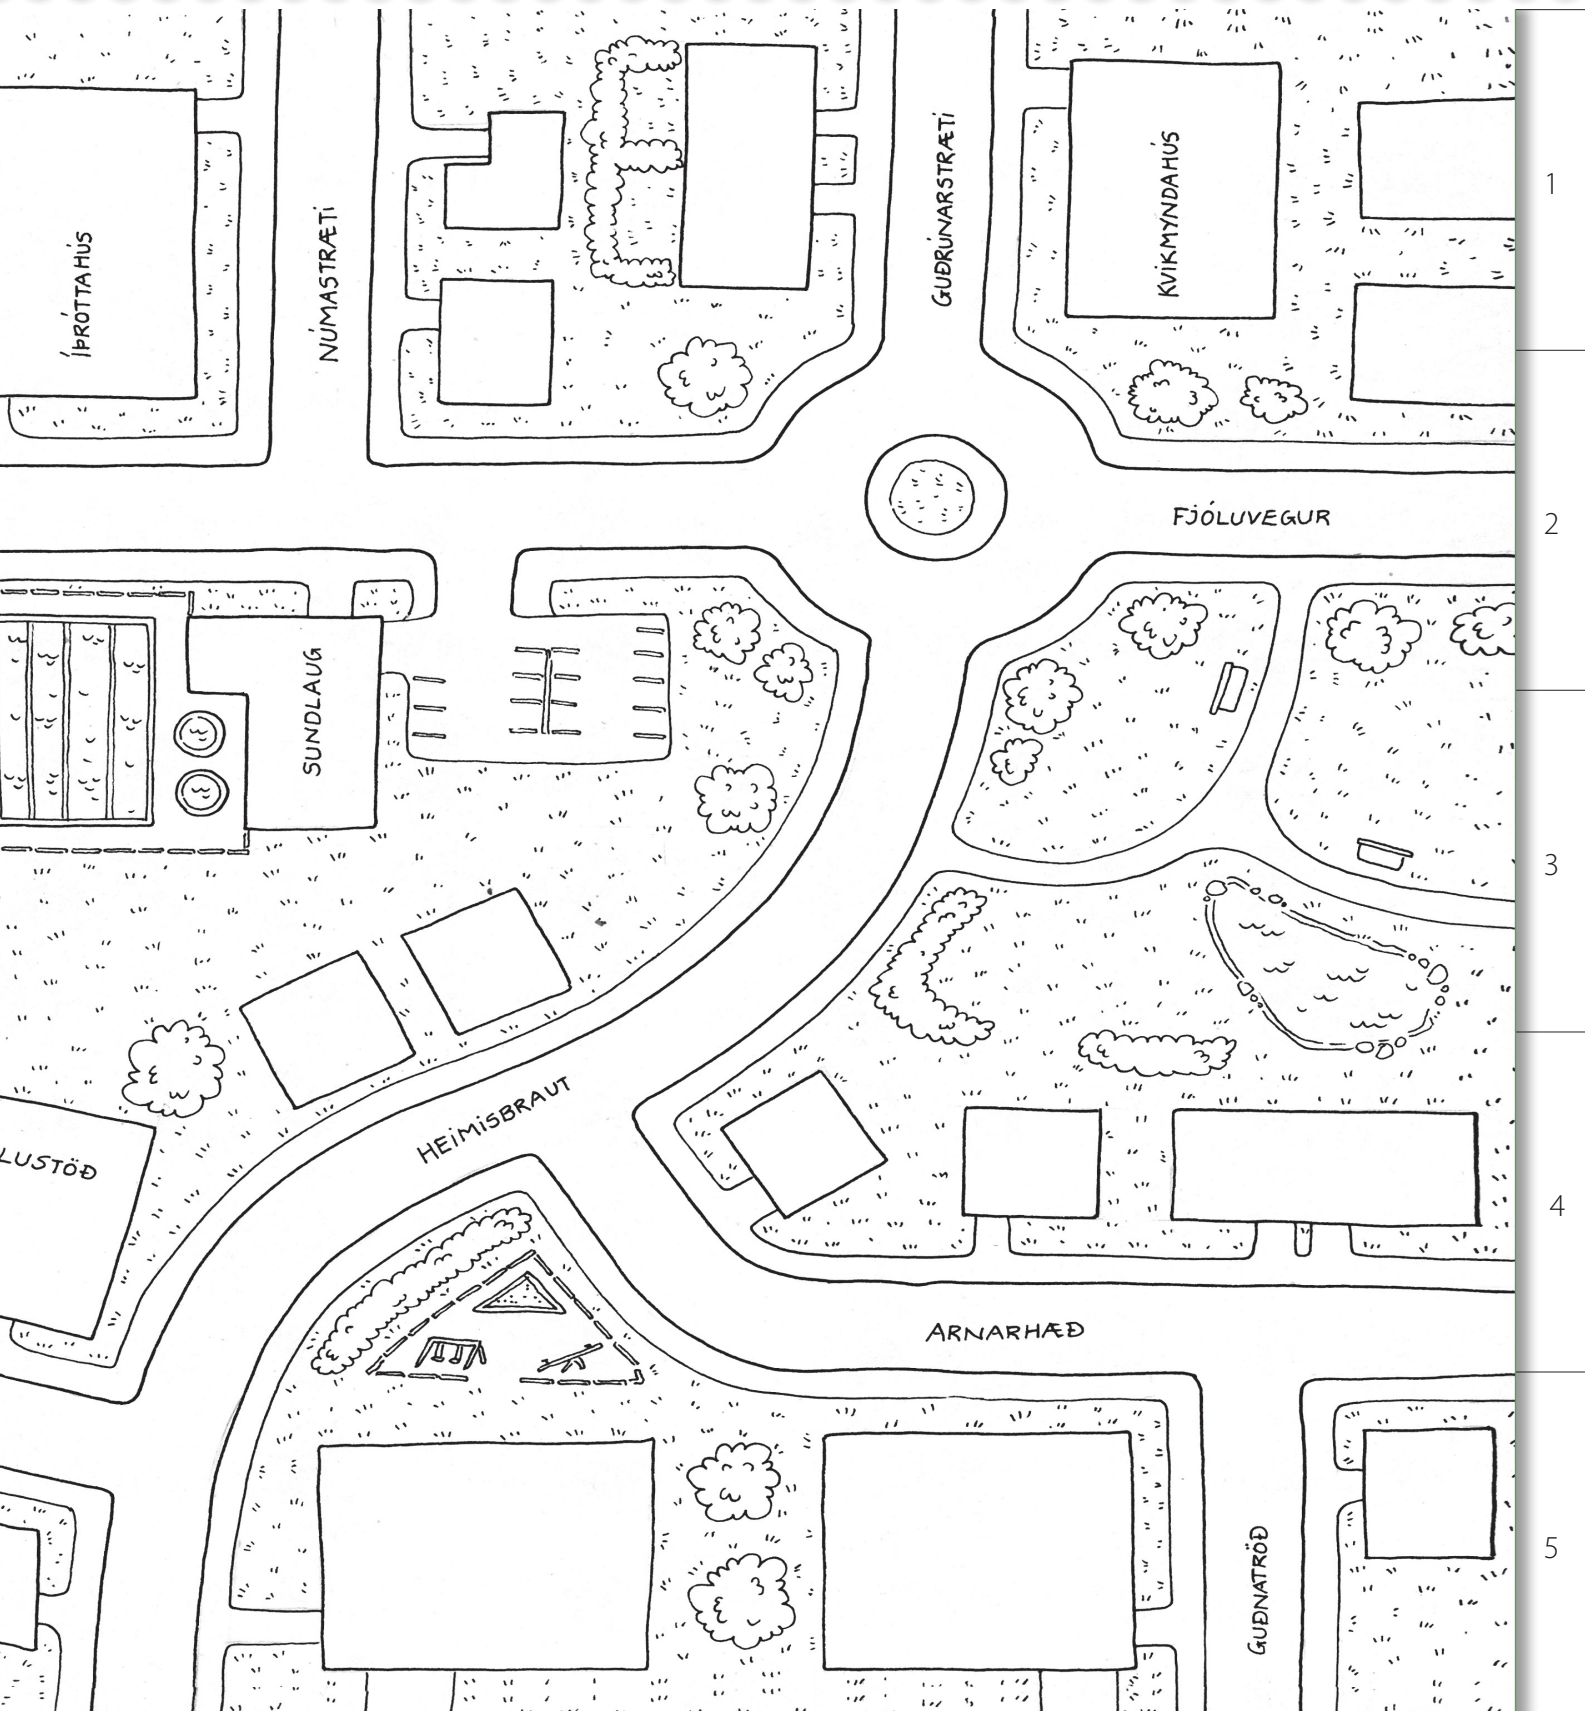 ÍÞRÓTTAHÚS
NÚMASTRÆTI
GUÐRÚNARSTRÆTI
KVIKMYNDAHÚS
1
FJÓLUVEGUR
2
SUNDLAUG
3
HEIMISBRAUT
LUSTÖÐ
4
ARNARHÆÐ
GUÐNATRÖÐ
5